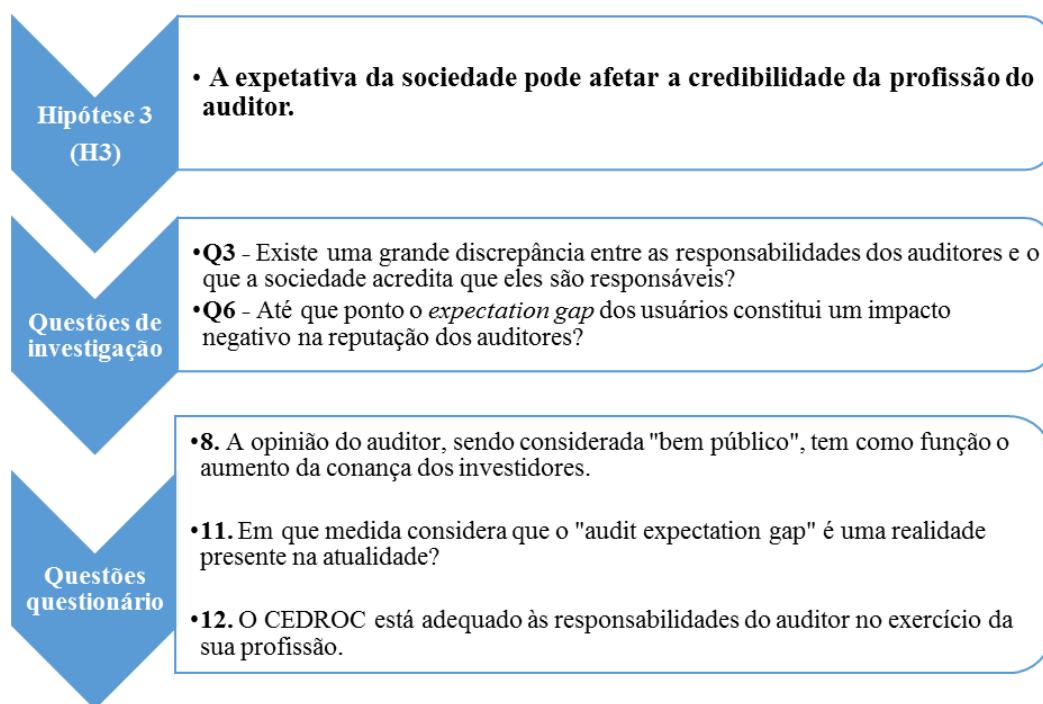 Hipótese 3
(H3)
• A expetativa da sociedade pode afetar a credibilidade da profissão do
auditor.
Questões de
investigação
•Q3 - Existe uma grande discrepância entre as responsabilidades dos auditores e o
que a sociedade acredita que eles são responsáveis?
•Q6 - Até que ponto o expectation gap dos usuários constitui um impacto
negativo na reputação dos auditores?
Questões
questionário
•8. A opinião do auditor, sendo considerada "bem público", tem como função o
aumento da conança dos investidores.
•11. Em que medida considera que o "audit expectation gap" é uma realidade
presente na atualidade?
•12. O CEDROC está adequado às responsabilidades do auditor no exercício da
sua profissão.